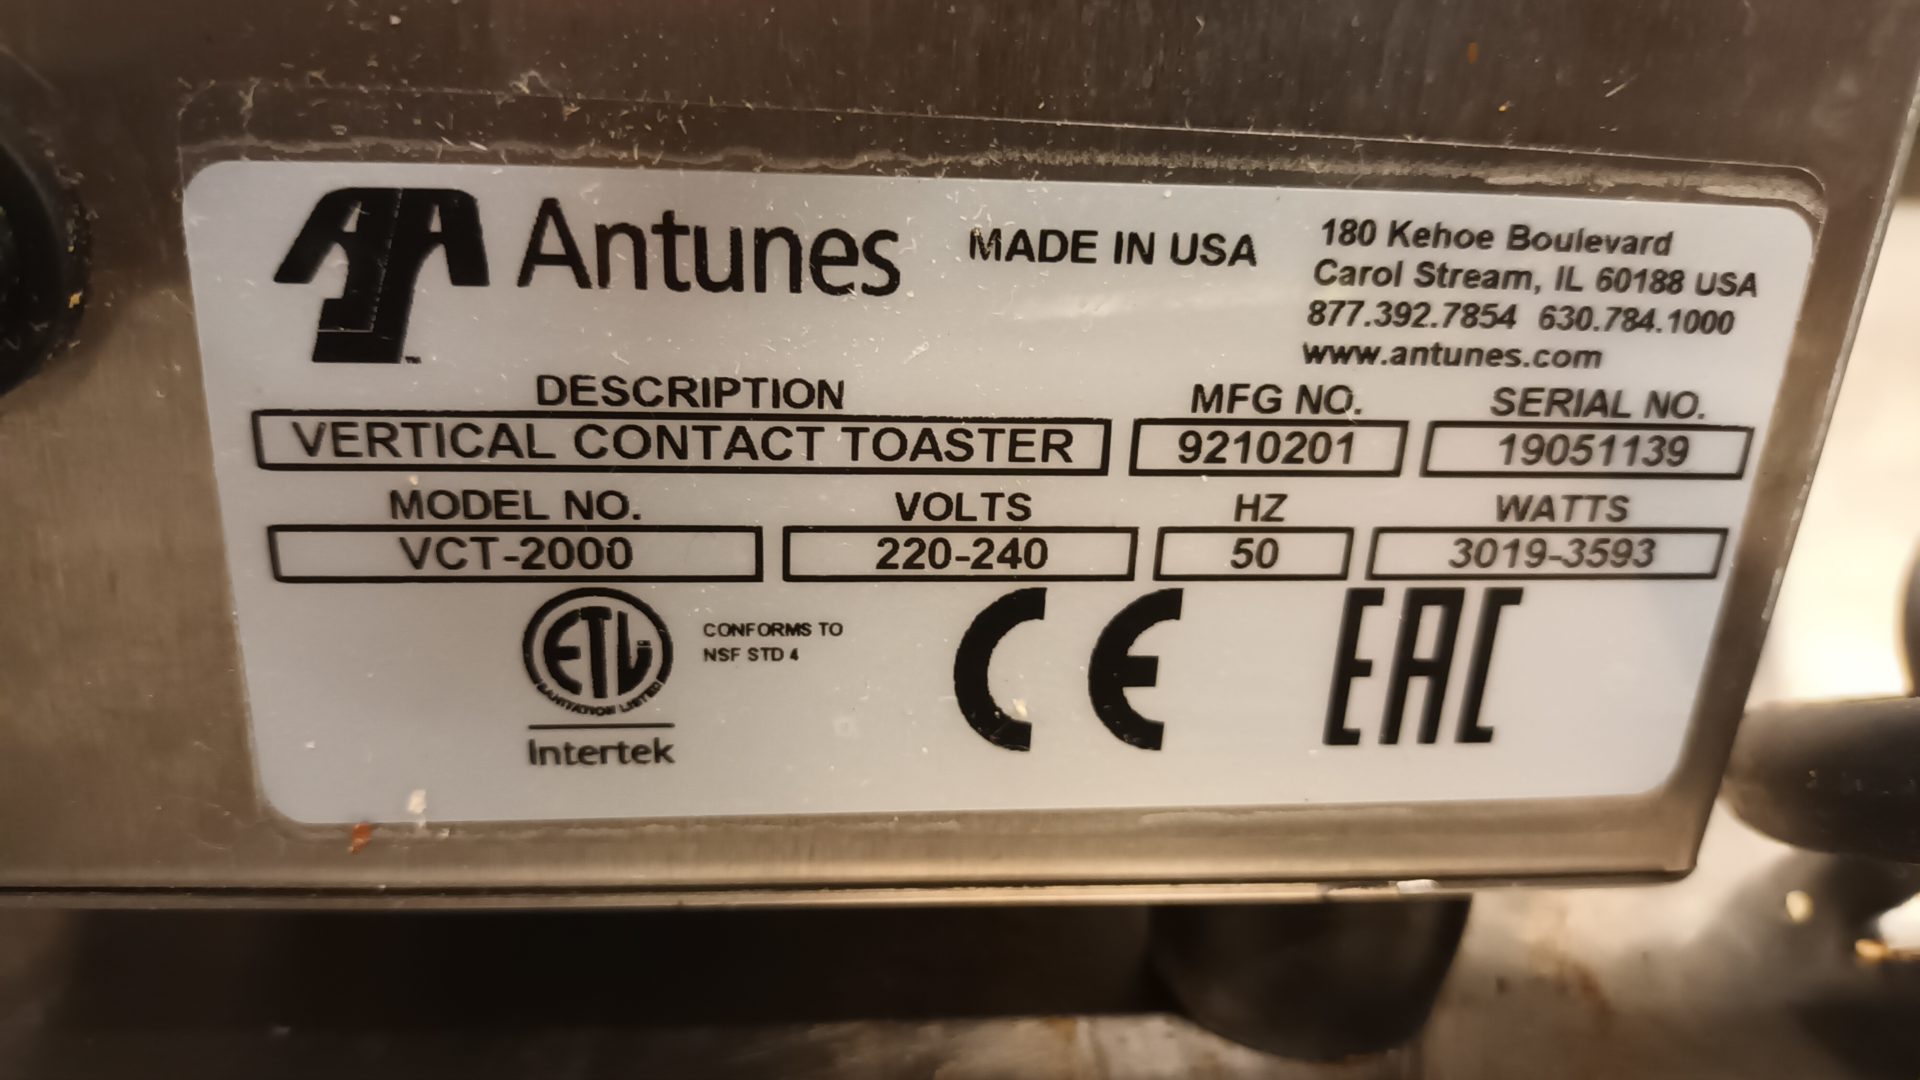 Antunes
MADE IN USA
180 Kehoe Boulevard
Carol Stream, IL 60188 USA
877.392.7854 630.784.1000
www.antunes.com
DESCRIPTION MFG NO. SERIAL NO.
VERTICAL CONTACT TOASTER 9210201 19051139
MODEL NO. VOLTS HZ WATTS
VCT-2000 220-240 50 3019-3593
ETL
SANITATION LISTED
CONFORMS TO
NSF STD 4
Intertek
CE
EAC